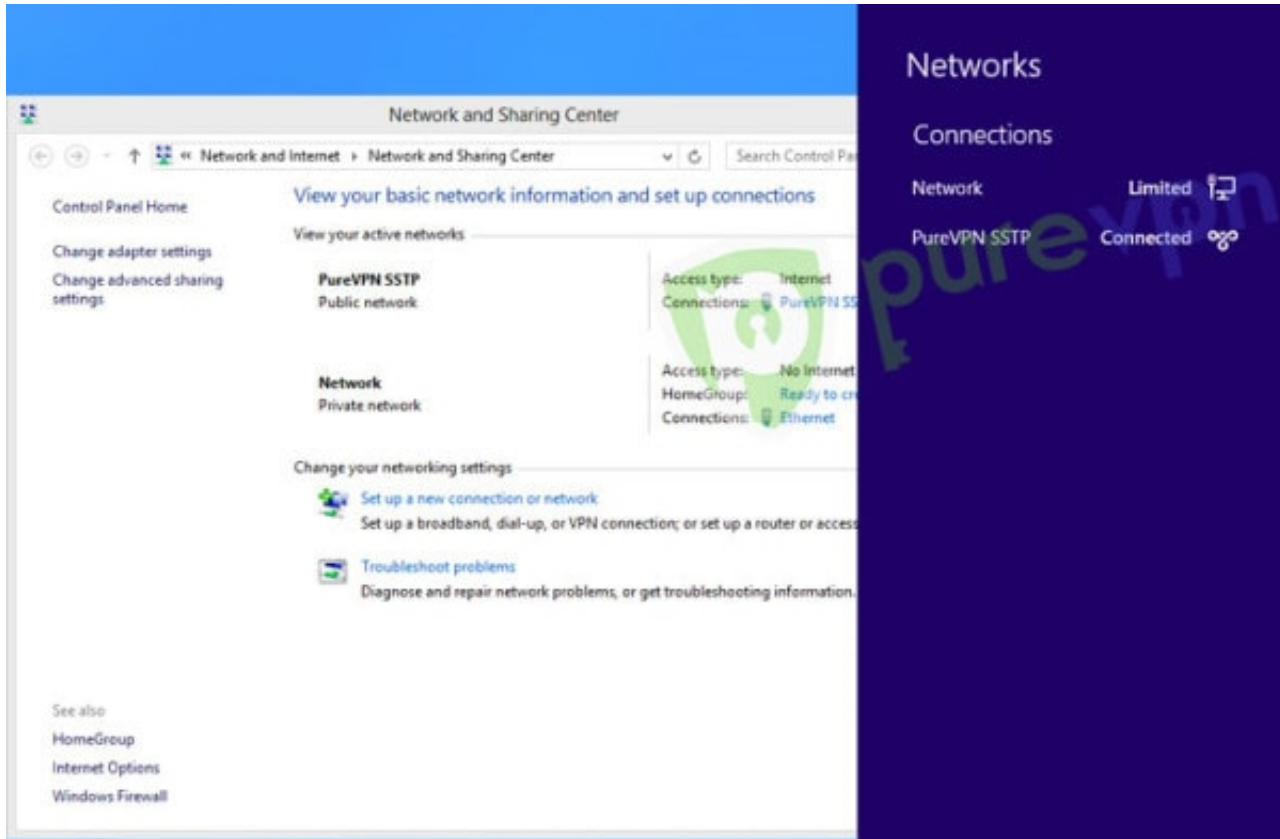 Networks
Connections
Network Limited
PureVPN SSTP Connected
purevpn
Network and Sharing Center
« Network and Internet Network and Sharing Center
Search Control Pa
Control Panel Home
Change adapter settings
Change advanced sharing
settings
View your basic network information and set up connections
View your active networks
PureVPN SSTP
Public network
Access type: Internet
Connections: PureVPN SS
Network
Private network
Access type: No Internet
HomeGroup: Ready to cr
Connections: Ethernet
Change your networking settings
Set up a new connection or network
Set up a broadband, dial-up, or VPN connection; or set up a router or access
Troubleshoot problems
Diagnose and repair network problems, or get troubleshooting information.
See also
HomeGroup
Internet Options
Windows Firewall